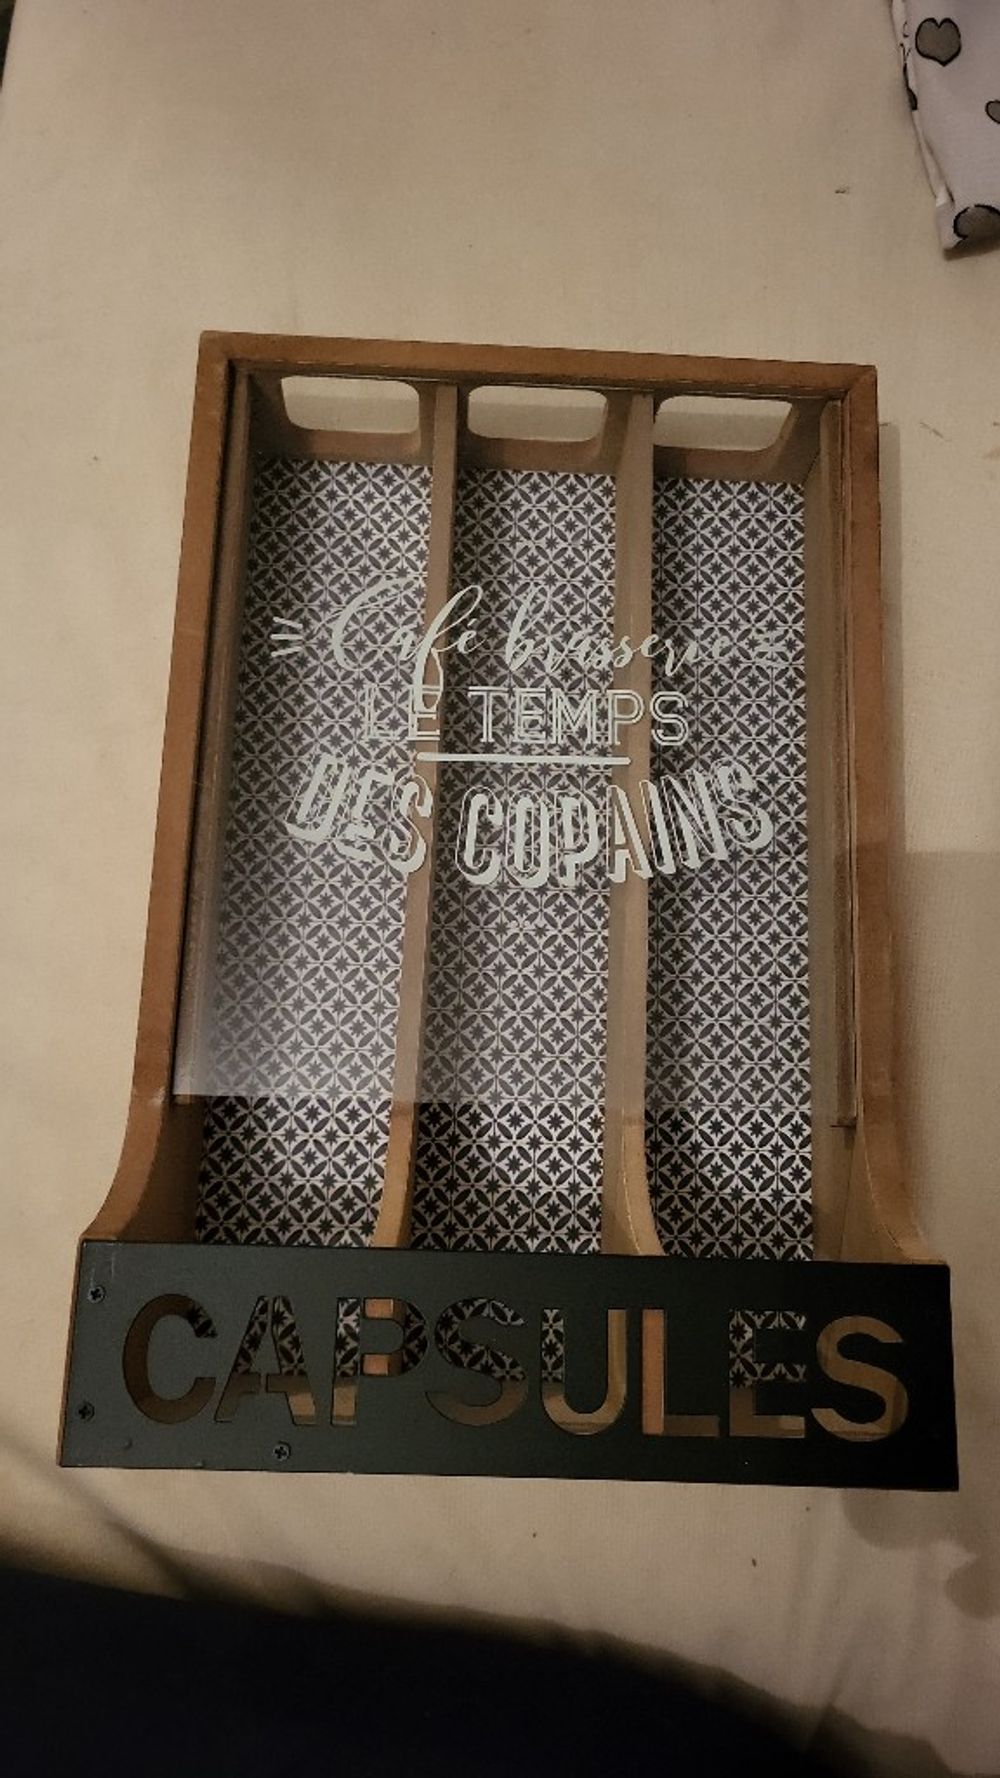 Café brasserie
LE TEMPS
DES COPAINS
CAPSULES